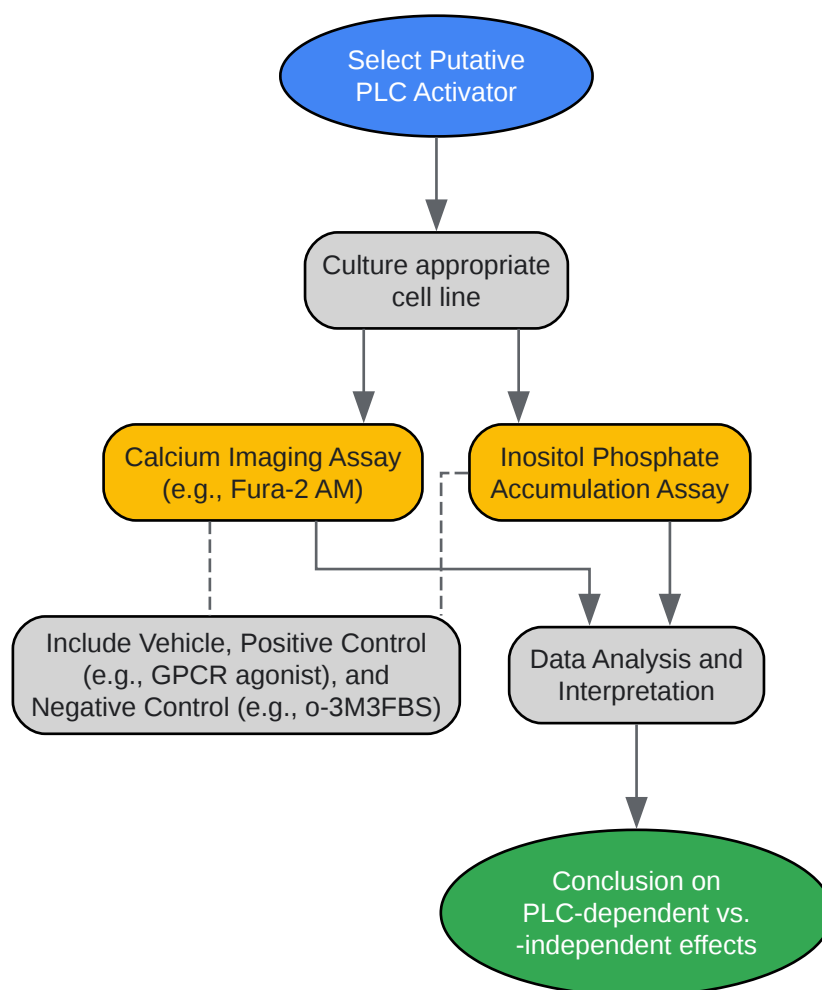 Select Putative
PLC Activator
Culture appropriate
cell line
Calcium Imaging Assay
(e.g., Fura-2 AM)
Inositol Phosphate
Accumulation Assay
Include Vehicle, Positive Control
(e.g., GPCR agonist), and
Negative Control (e.g., o-3M3FBS)
Data Analysis and
Interpretation
Conclusion on
PLC-dependent vs.
-independent effects